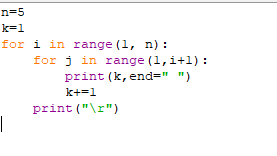 n=5
k=1
for i in range(1, n):
    for j in range(1,i+1):
        print(k,end=" ")
        k+=1
    print("\r")